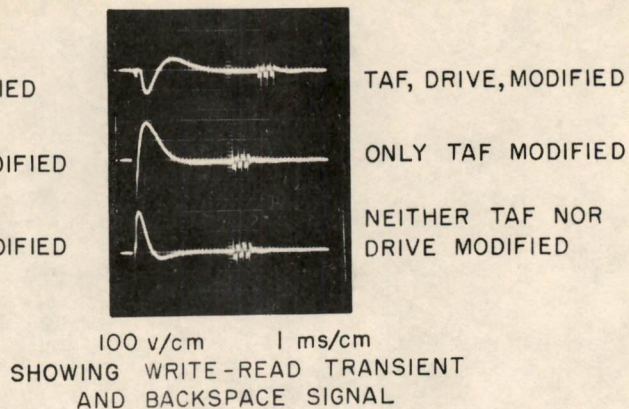 TAF, DRIVE, MODIFIED
ONLY TAF MODIFIED
NEITHER TAF NOR
DRIVE MODIFIED
100 v/cm 1 ms/cm
SHOWING WRITE-READ TRANSIENT
AND BACKSPACE SIGNAL